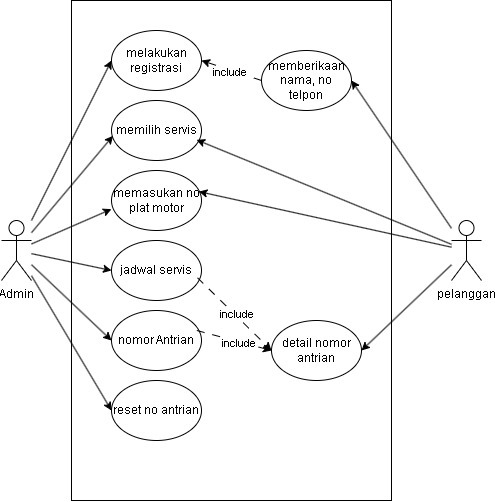 melakukan
registrasi
include
memberikaan
nama, no
telpon
memilih servis
memasukan no
plat motor
Admin
pelanggan
jadwal servis
include
nomor Antrian
include
detail nomor
antrian
reset no antrian